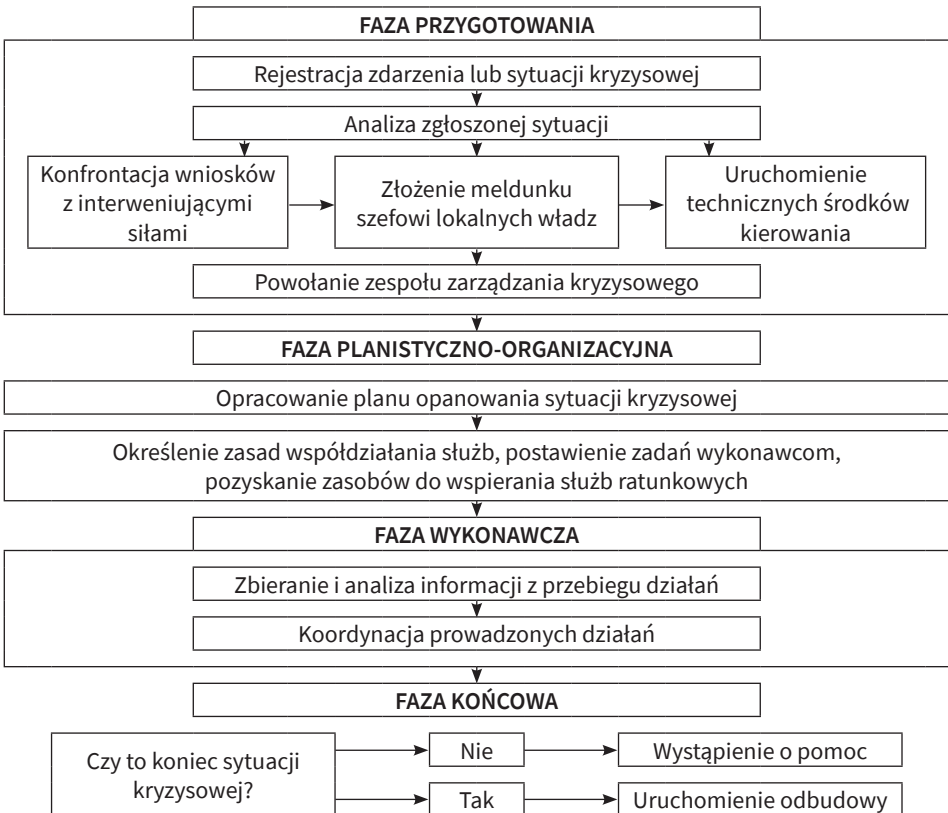 FAZA PRZYGOTOWANIA
Rejestracja zdarzenia lub sytuacji kryzysowej
Analiza zgłoszonej sytuacji
Konfrontacja wniosków
z interweniującymi
siłami
Złożenie meldunku
szefowi lokalnych władz
Uruchomienie
technicznych środków
kierowania
Powołanie zespołu zarządzania kryzysowego
FAZA PLANISTYCZNO-ORGANIZACYJNA
Opracowanie planu opanowania sytuacji kryzysowej
Określenie zasad współdziałania służb, postawienie zadań wykonawcom,
pozyskanie zasobów do wspierania służb ratunkowych
FAZA WYKONAWCZA
Zbieranie i analiza informacji z przebiegu działań
Koordynacja prowadzonych działań
FAZA KOŃCOWA
Czy to koniec sytuacji
kryzysowej?
Nie
Wystąpienie o pomoc
Tak
Uruchomienie odbudowy